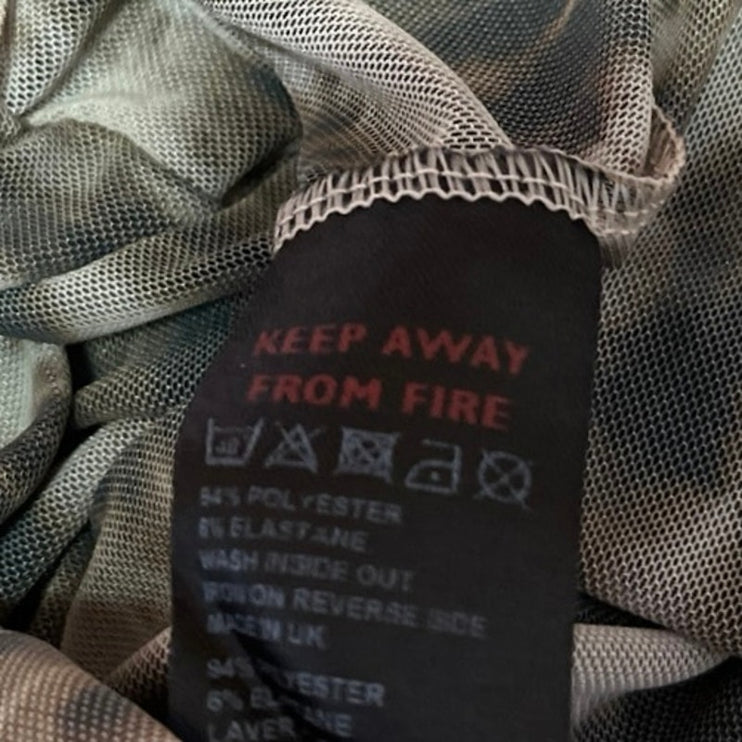 KEEP AWAY
FROM FIRE
94% POLYESTER
6% ELASTANE
WASH INSIDE OUT
IRON ON REVERSE SIDE
MADE IN UK
94% POLYESTER
6% ELASTANE
LAVER